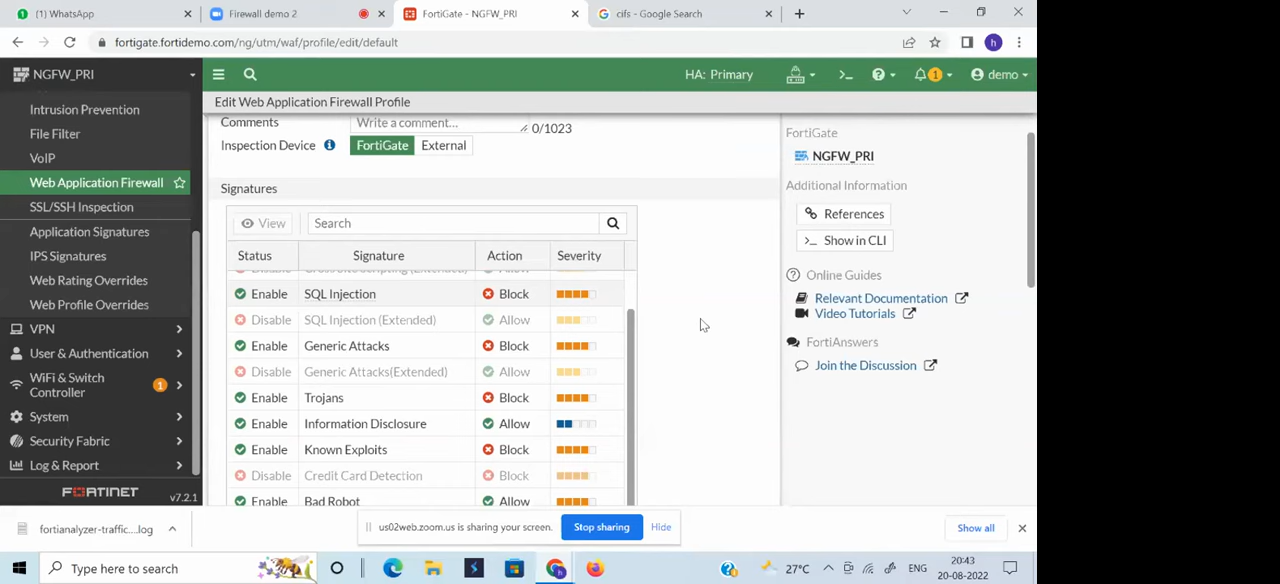 (1) WhatsApp
Firewall demo 2
FortiGate - NGFW_PRI
cifs - Google Search
fortigate.fortidemo.com/ng/utm/waf/profile/edit/default
h
NGFW_PRI
HA: Primary
1
demo
Edit Web Application Firewall Profile
Intrusion Prevention
File Filter
VoIP
Web Application Firewall
SSL/SSH Inspection
Application Signatures
IPS Signatures
Web Rating Overrides
Web Profile Overrides
VPN
User & Authentication
WiFi & Switch
Controller
1
System
Security Fabric
Log & Report
FORTINET
v7.2.1
Comments
Write a comment...
0/1023
Inspection Device
FortiGate
External
Signatures
View
Search
Status Signature Action Severity
Disable Cross Site Scripting (Extended) Allow
Enable SQL Injection Block
Disable SQL Injection (Extended) Allow
Enable Generic Attacks Block
Disable Generic Attacks(Extended) Allow
Enable Trojans Block
Enable Information Disclosure Allow
Enable Known Exploits Block
Disable Credit Card Detection Block
Enable Bad Robot Allow
FortiGate
NGFW_PRI
Additional Information
References
>_ Show in CLI
Online Guides
Relevant Documentation
Video Tutorials
FortiAnswers
Join the Discussion
fortianalyzer-traffic....log
us02web.zoom.us is sharing your screen.
Stop sharing
Hide
Show all
Type here to search
27°C
ENG
20:43
20-08-2022